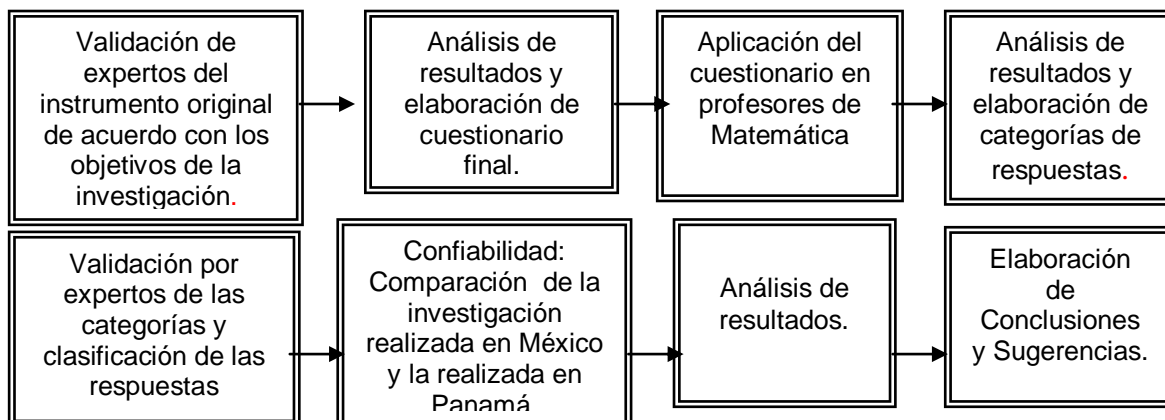 Validación de
expertos del
instrumento original
de acuerdo con los
objetivos de la
investigación.
Análisis de
resultados y
elaboración de
cuestionario
final.
Aplicación del
cuestionario en
profesores de
Matemática
Análisis de
resultados y
elaboración de
categorías de
respuestas.
Validación por
expertos de las
categorías y
clasificación de las
respuestas
Confiabilidad:
Comparación de la
investigación
realizada en México
y la realizada en
Panamá
Análisis de
resultados.
Elaboración
de
Conclusiones
y Sugerencias.